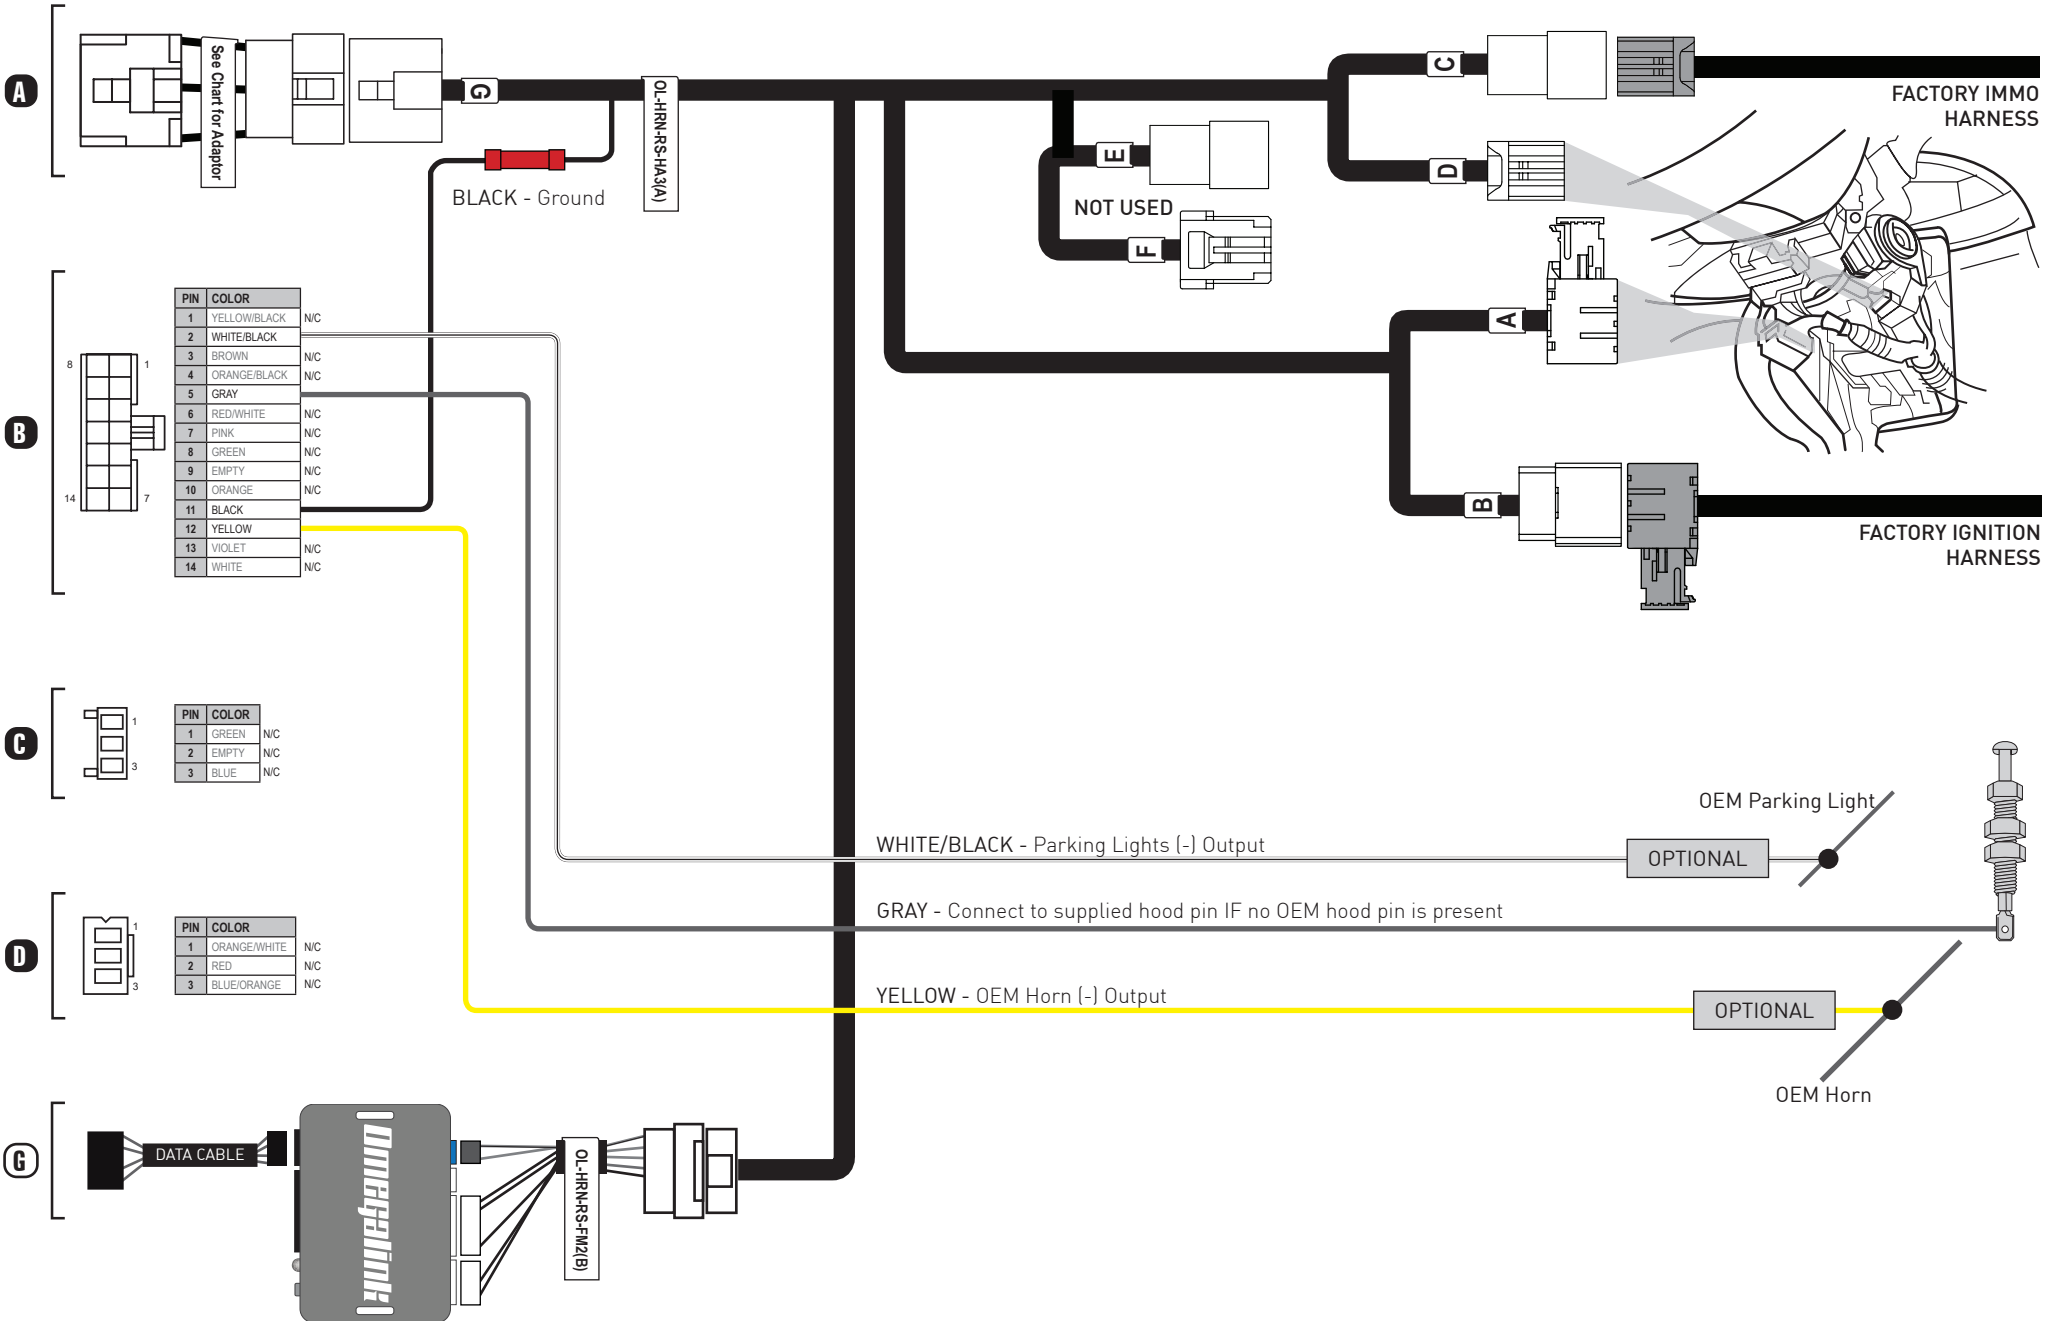 A
See Chart for Adaptor
G
OL-HRN-RS-HA3(A)
BLACK - Ground
E
NOT USED
F
C
FACTORY IMMO
HARNESS
D
A
B
FACTORY IGNITION
HARNESS
B
8
1
14
7
PIN COLOR
1 YELLOW/BLACK N/C
2 WHITE/BLACK
3 BROWN N/C
4 ORANGE/BLACK N/C
5 GRAY
6 RED/WHITE N/C
7 PINK N/C
8 GREEN N/C
9 EMPTY N/C
10 ORANGE N/C
11 BLACK
12 YELLOW
13 VIOLET N/C
14 WHITE N/C
C
1
3
PIN COLOR
1 GREEN N/C
2 EMPTY N/C
3 BLUE N/C
OEM Parking Light
WHITE/BLACK - Parking Lights (-) Output
OPTIONAL
D
1
3
PIN COLOR
1 ORANGE/WHITE N/C
2 RED N/C
3 BLUE/ORANGE N/C
GRAY - Connect to supplied hood pin IF no OEM hood pin is present
YELLOW - OEM Horn (-) Output
OPTIONAL
OEM Horn
G
DATA CABLE
Omegalink
OL-HRN-RS-FM2(B)